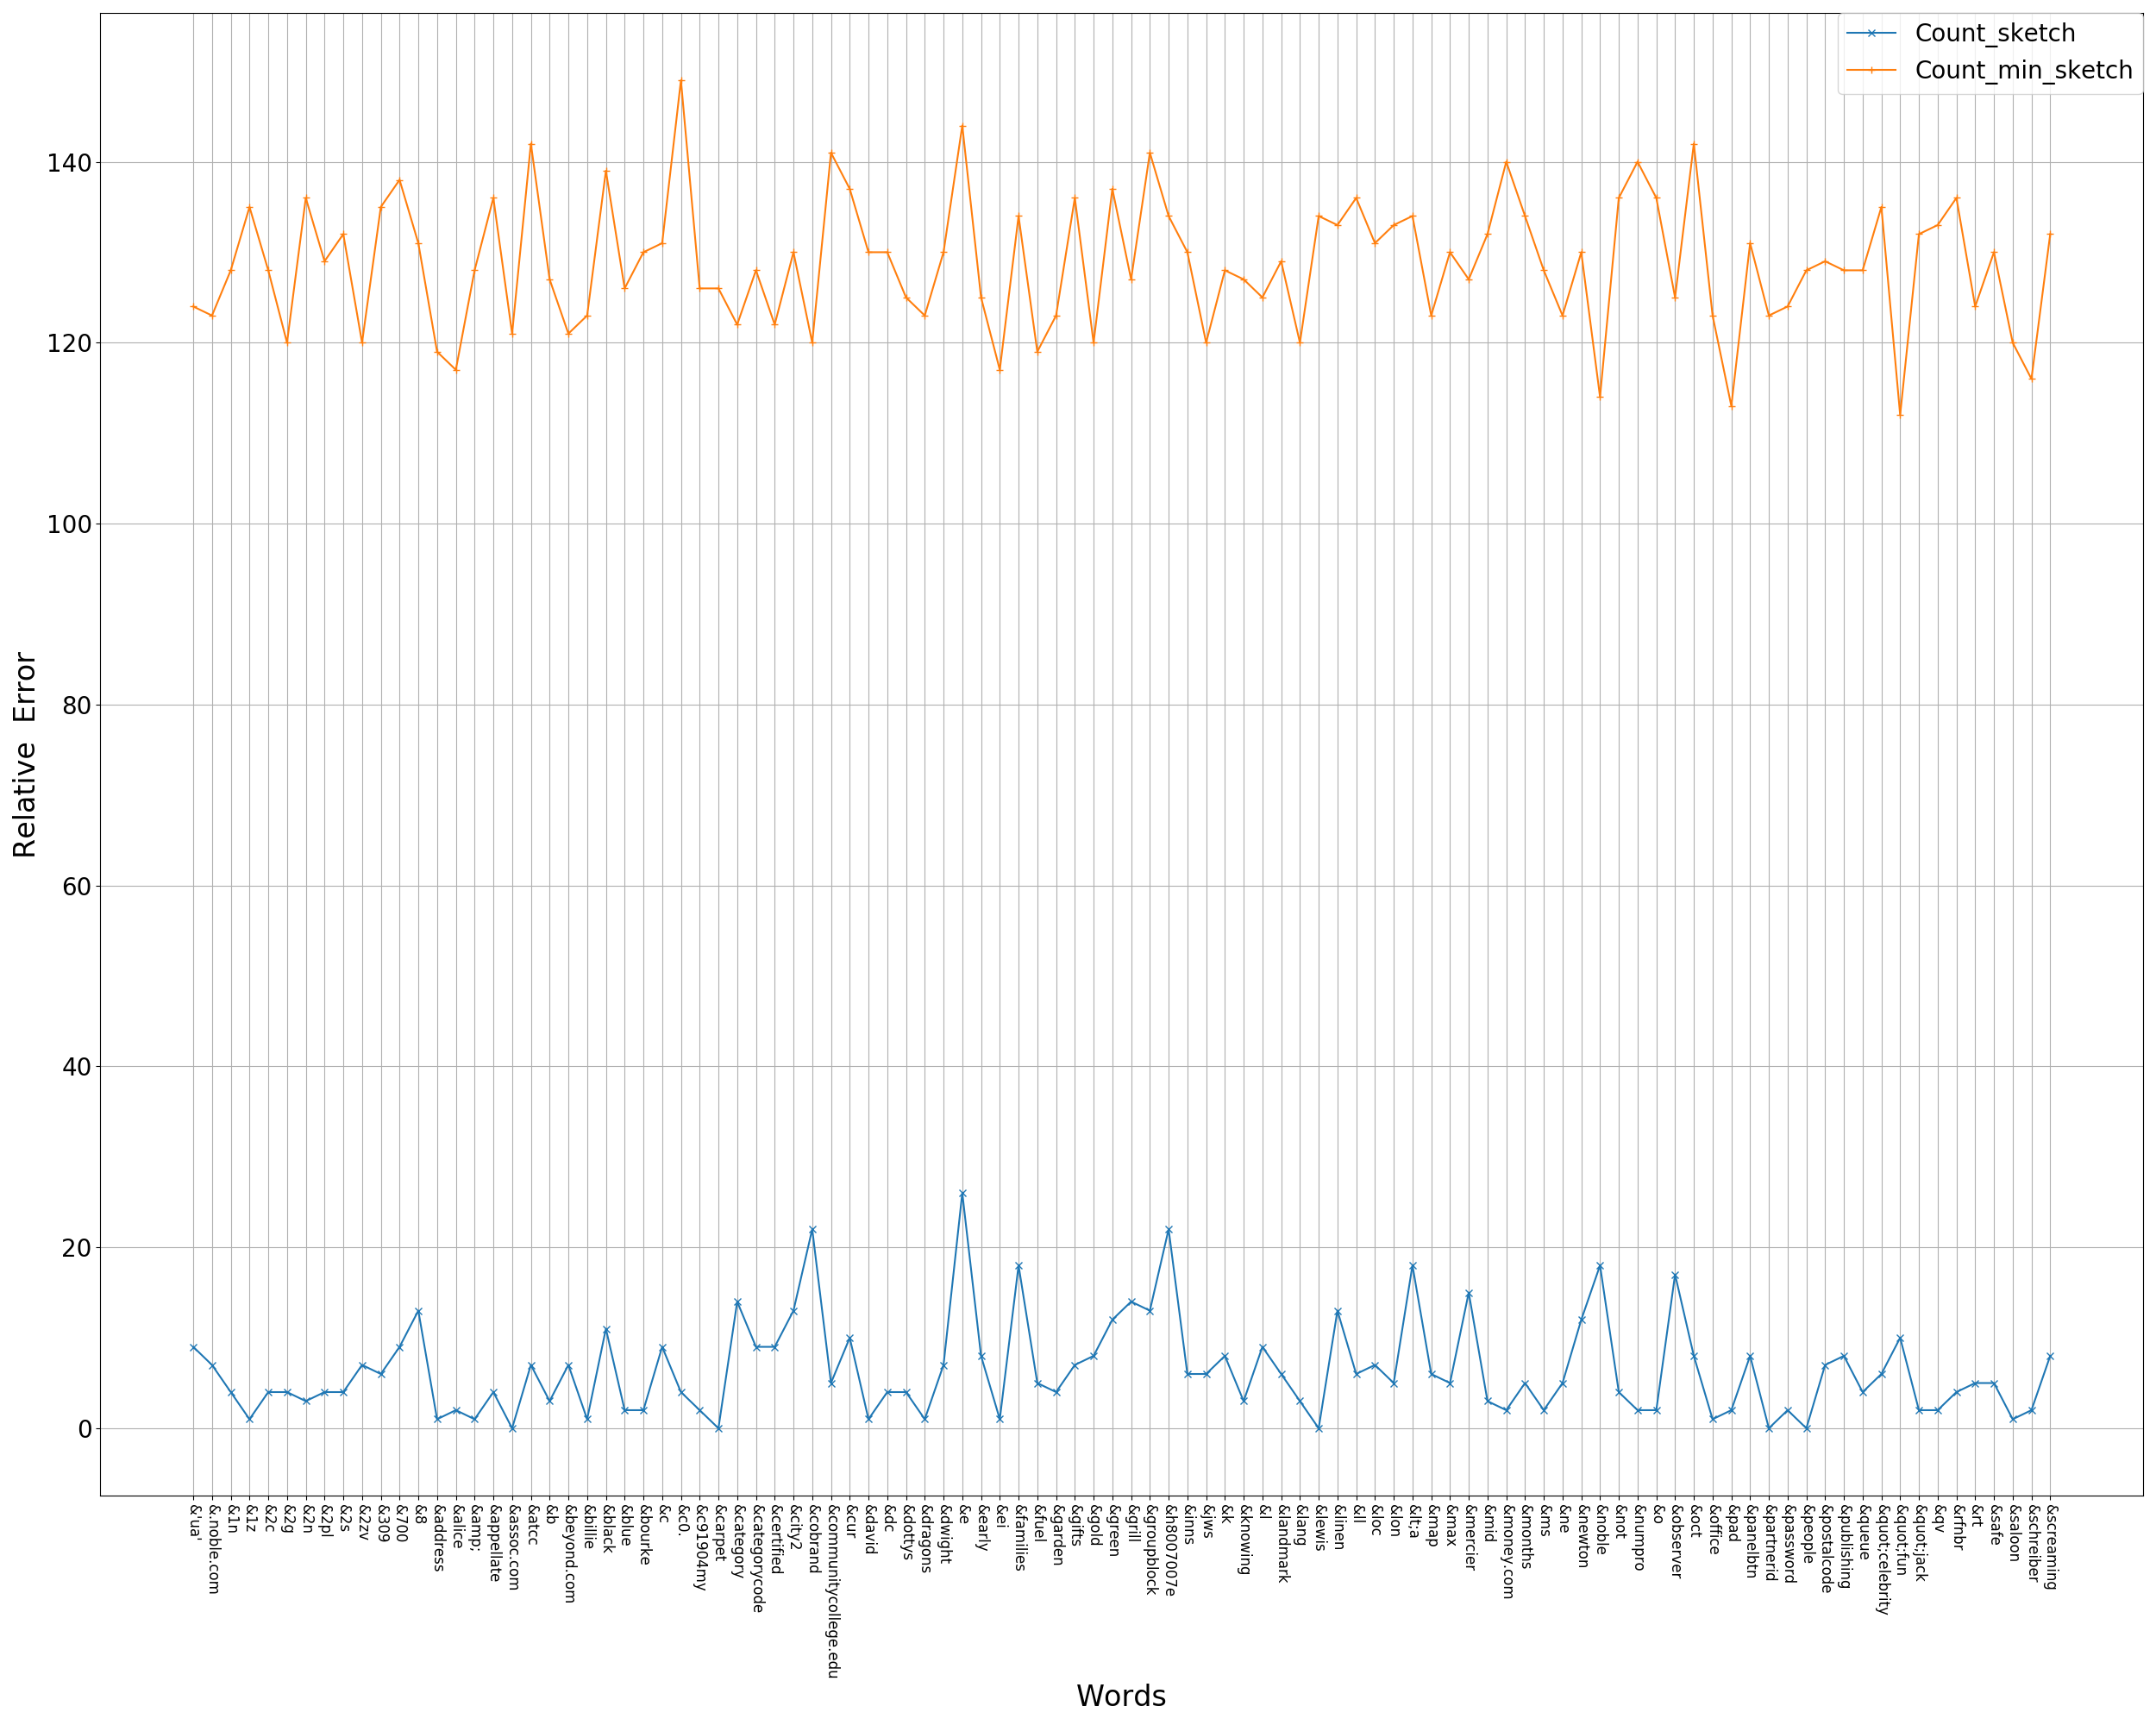 Count_sketch
Count_min_sketch
140
120
100
80
60
40
20
0
Relative Error
&'ua'
&.noble.com
&1n
&1z
&2c
&2g
&2n
&2pl
&2s
&2zv
&309
&700
&8
&address
&alice
&amp;
&appellate
&assoc.com
&atcc
&b
&beyond.com
&billie
&black
&blue
&bourke
&c
&c0.
&c91904my
&carpet
&category
&categorycode
&certified
&city2
&cobrand
&communitycollege.edu
&cur
&david
&dc
&dottys
&dragons
&dwight
&e
&early
&ei
&families
&fuel
&garden
&gifts
&gold
&green
&grill
&groupblock
&h8007007e
&inns
&jws
&k
&knowing
&l
&landmark
&lang
&lewis
&linen
&ll
&loc
&lon
&lt;a
&map
&max
&mercier
&mid
&money.com
&months
&ms
&ne
&newton
&noble
&not
&numpro
&o
&observer
&oct
&office
&pad
&panelbtn
&partnerid
&password
&people
&postalcode
&publishing
&queue
&quot;celebrity
&quot;fun
&quot;jack
&qv
&rfnbr
&rt
&safe
&saloon
&schreiber
&screaming
Words